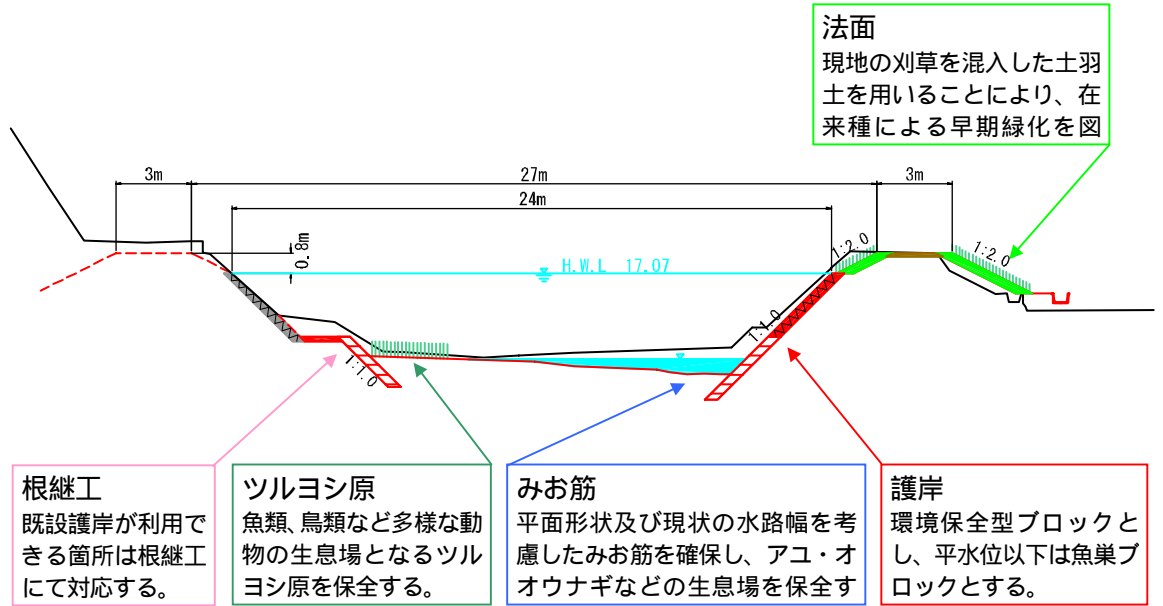 法面
現地の刈草を混入した土羽
土を用いることにより、在
来種による早期緑化を図
3m
27m
3m
24m
0.8m
H.W.L 17.07
1:2.0
1:2.0
1:1.0
1:1.0
根継工
既設護岸が利用で
きる箇所は根継工
にて対応する。
ツルヨシ原
魚類、鳥類など多様な動
物の生息場となるツル
ヨシ原を保全する。
みお筋
平面形状及び現状の水路幅を考
慮したみお筋を確保し、アユ・オ
オウナギなどの生息場を保全す
護岸
環境保全型ブロックと
し、平水位以下は魚巣ブ
ロックとする。